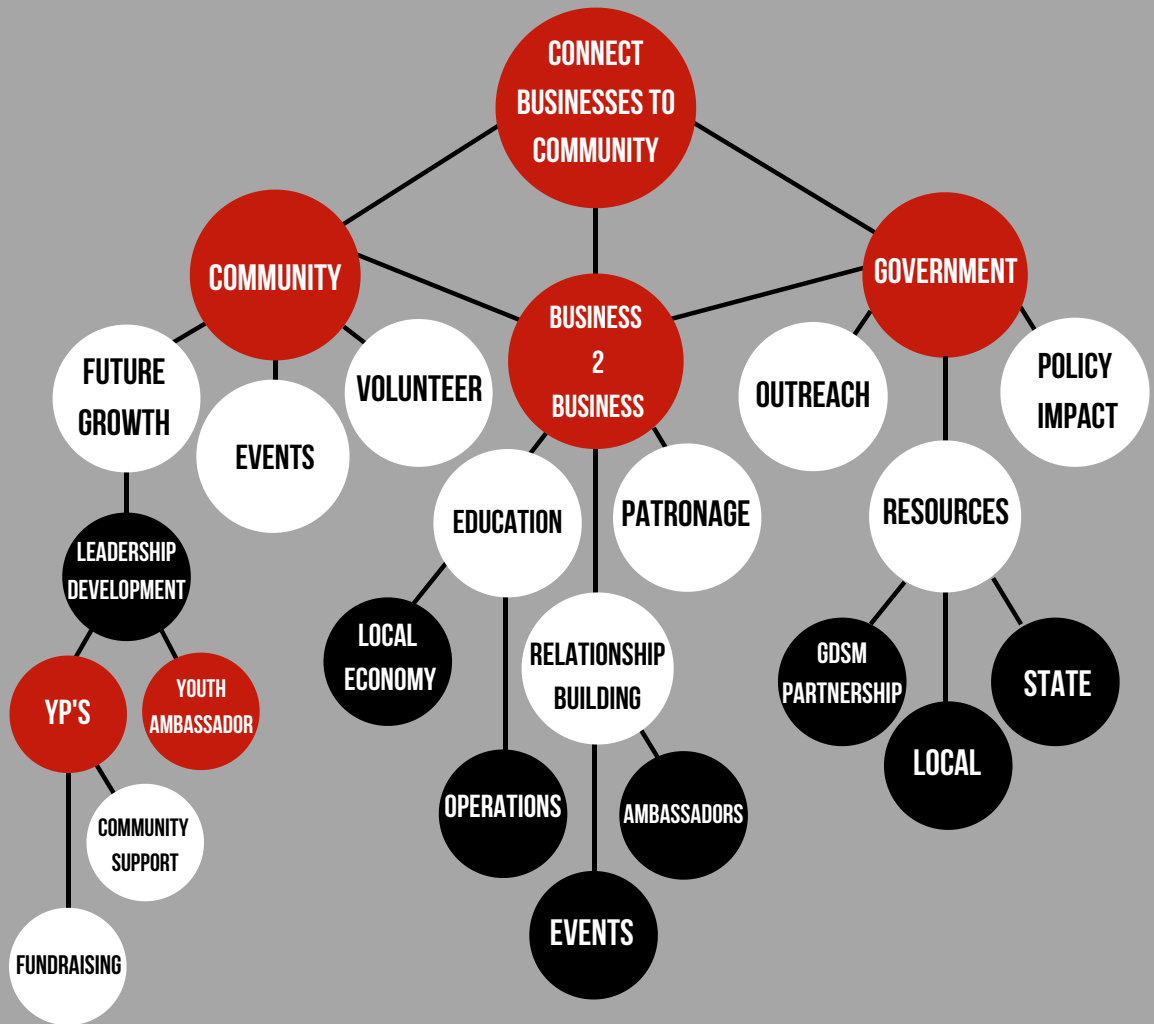 CONNECT
BUSINESSES TO
COMMUNITY
COMMUNITY
GOVERNMENT
BUSINESS
2
BUSINESS
FUTURE
GROWTH
EVENTS
VOLUNTEER
OUTREACH
POLICY
IMPACT
EDUCATION
PATRONAGE
RESOURCES
LEADERSHIP
DEVELOPMENT
LOCAL
ECONOMY
RELATIONSHIP
BUILDING
GDSM
PARTNERSHIP
STATE
LOCAL
YP'S
YOUTH
AMBASSADOR
OPERATIONS
AMBASSADORS
COMMUNITY
SUPPORT
EVENTS
FUNDRAISING